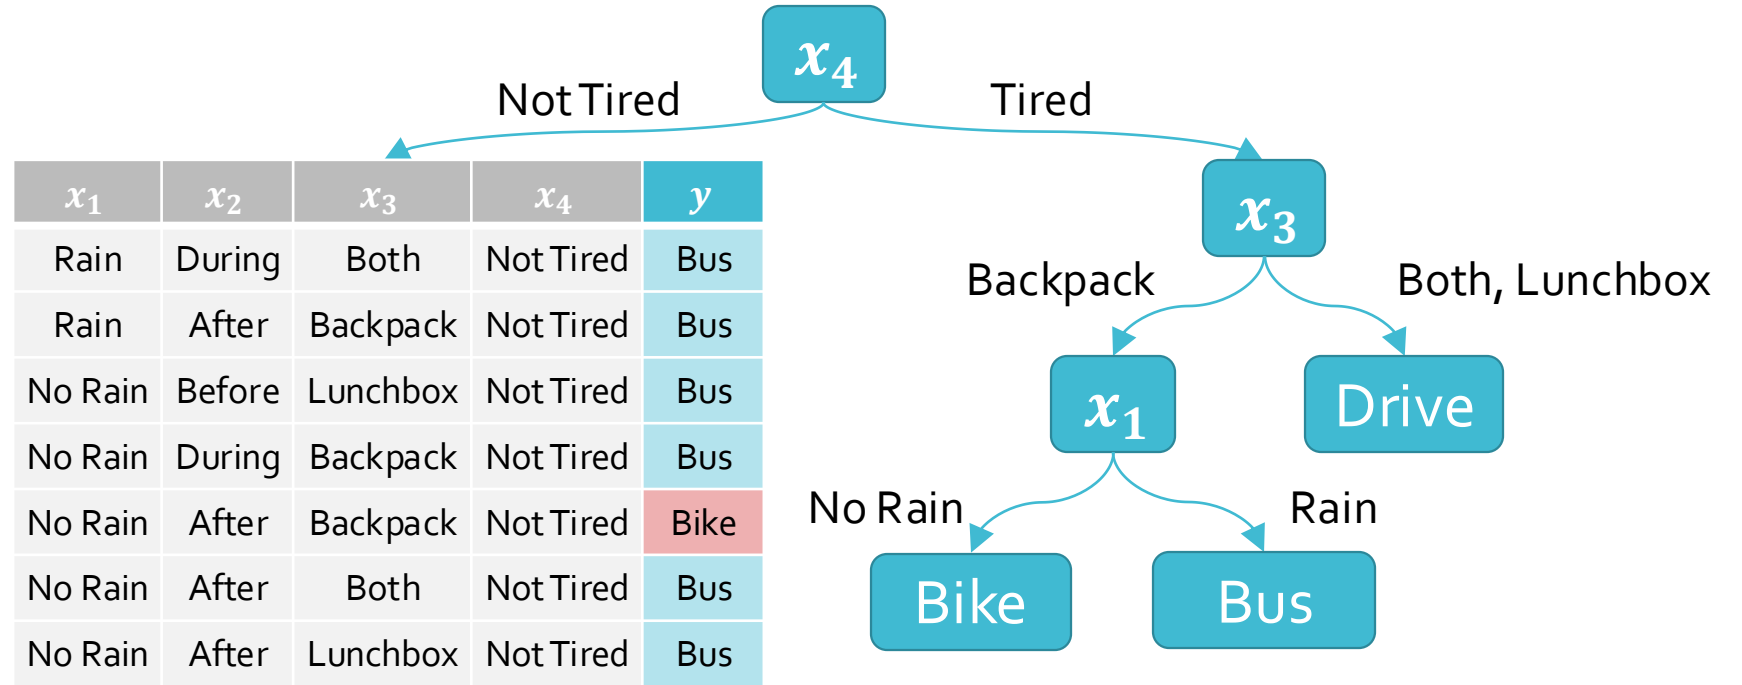 x₄
Not Tired
Tired
x₁ x₂ x₃ x₄ y
Rain During Both Not Tired Bus
Rain After Backpack Not Tired Bus
No Rain Before Lunchbox Not Tired Bus
No Rain During Backpack Not Tired Bus
No Rain After Backpack Not Tired Bike
No Rain After Both Not Tired Bus
No Rain After Lunchbox Not Tired Bus
x₃
Backpack
Both, Lunchbox
x₁
Drive
No Rain
Rain
Bike
Bus